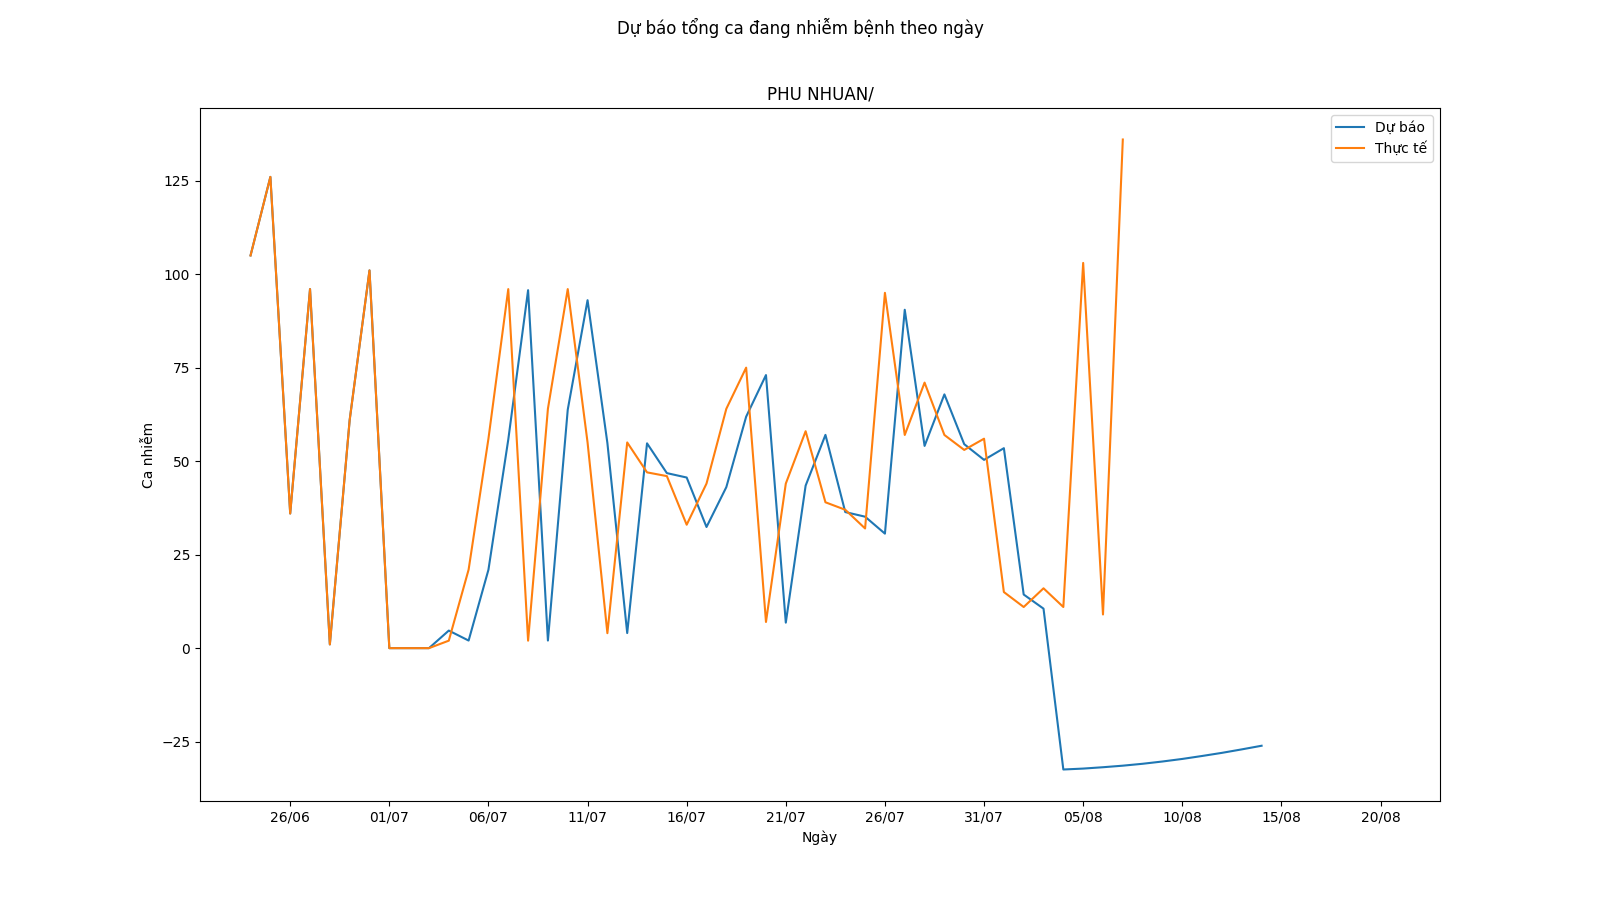 Dự báo tổng ca đang nhiễm bệnh theo ngày
PHU NHUAN/
Dự báo
Thực tế
125
100
75
50
25
0
−25
Ca nhiễm
26/06 01/07 06/07 11/07 16/07 21/07 26/07 31/07 05/08 10/08 15/08 20/08
Ngày